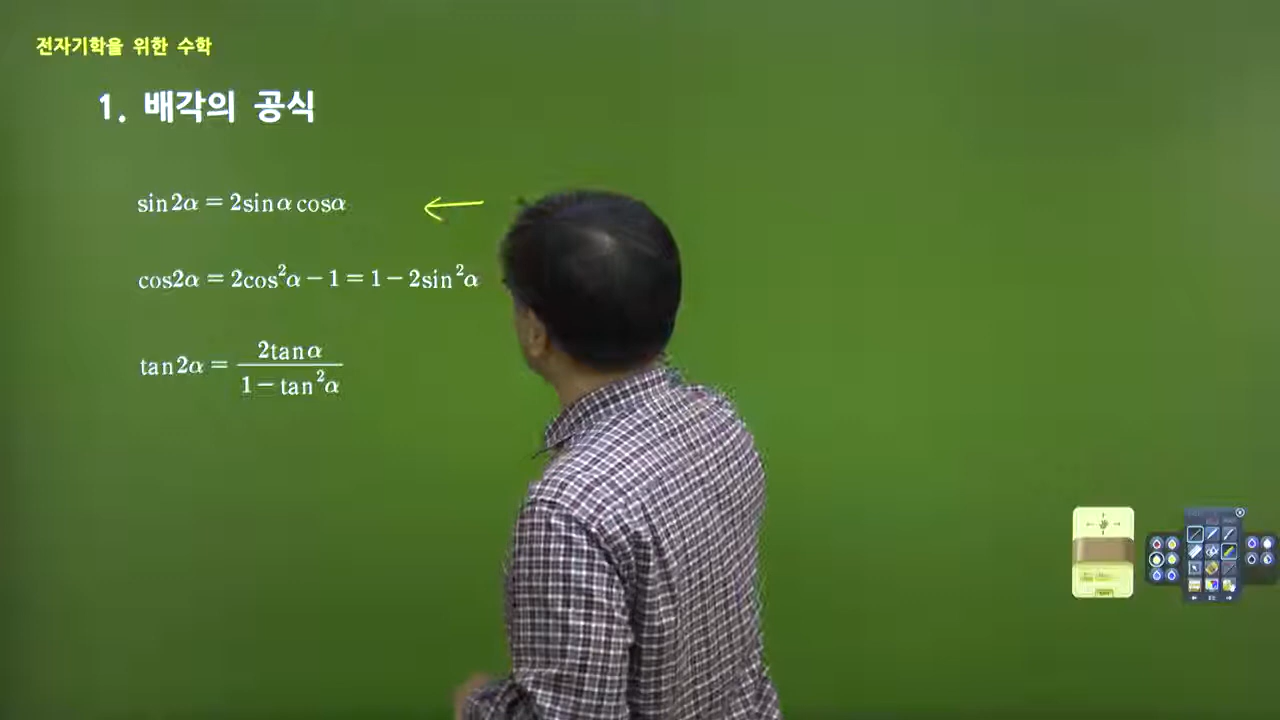 전자기학을 위한 수학
1. 배각의 공식
sin2α = 2sinα cosα
cos2α = 2cos²α − 1 = 1 − 2sin²α
tan2α = 2tanα / 1 − tan²α